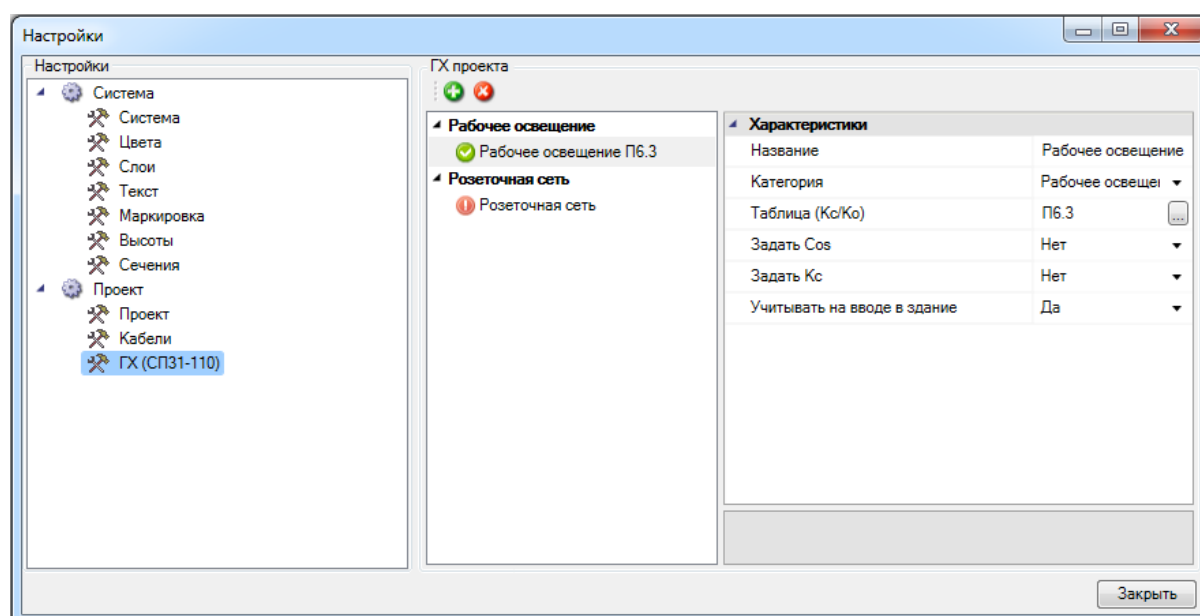 Настройки
Настройки
Система
Система
Цвета
Слои
Текст
Маркировка
Высоты
Сечения
Проект
Проект
Кабели
ГХ (СП31-110)
ГХ проекта
Рабочее освещение
Рабочее освещение П6.3
Розеточная сеть
Розеточная сеть
Характеристики
Название Рабочее освещение
Категория Рабочее освещен
Таблица (Кс/Ко) П6.3 ...
Задать Cos Нет
Задать Кс Нет
Учитывать на вводе в здание Да
Закрыть